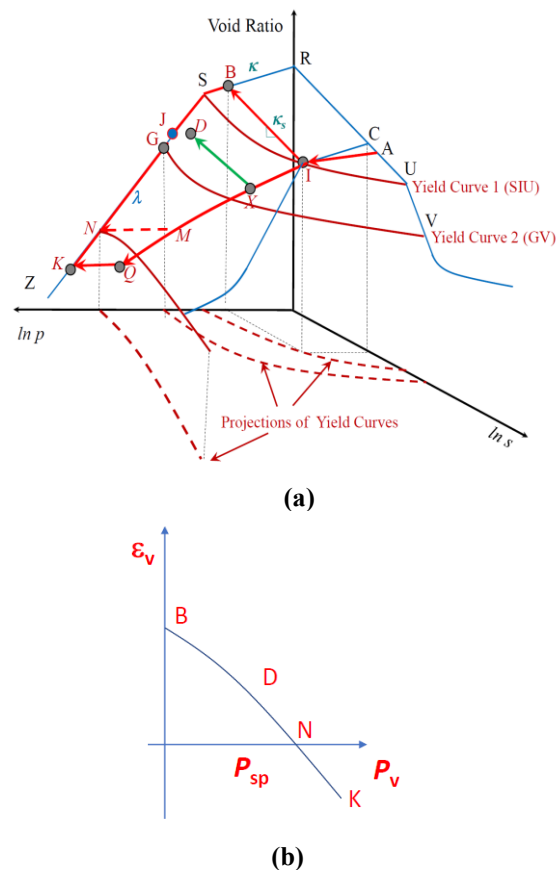 Void Ratio
R
B
κ
S
κs
J
D
C
A
G
I
U
Yield Curve 1 (SIU)
X
λ
V
N
M
Yield Curve 2 (GV)
K
Q
Z
ln p
Projections of Yield Curves
ln s
(a)
εv
B
D
N
Psp
Pv
K
(b)